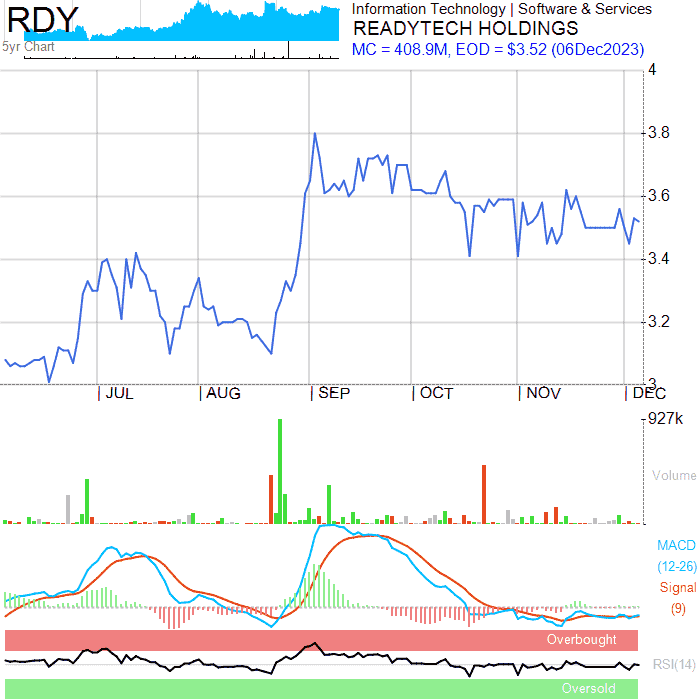 RDY
5yr Chart
Information Technology | Software & Services
READYTECH HOLDINGS
MC = 408.9M, EOD = $3.52 (06Dec2023)
4
3.8
3.6
3.4
3.2
3
| JUL | AUG | SEP | OCT | NOV | DEC
927k
Volume
MACD
(12-26)
Signal
(9)
Overbought
RSI(14)
Oversold